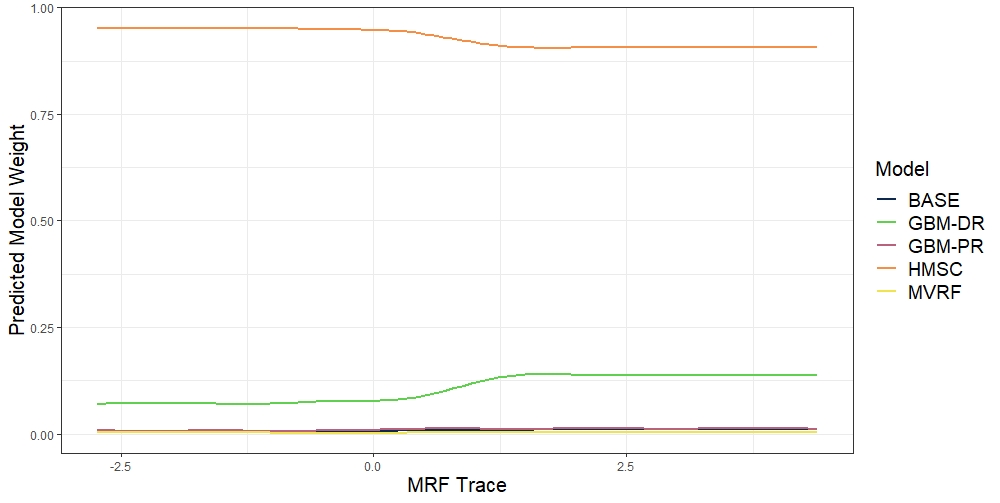 1.00
0.75
0.50
0.25
0.00
Predicted Model Weight
-2.5
0.0
2.5
MRF Trace
Model
BASE
GBM-DR
GBM-PR
HMSC
MVRF